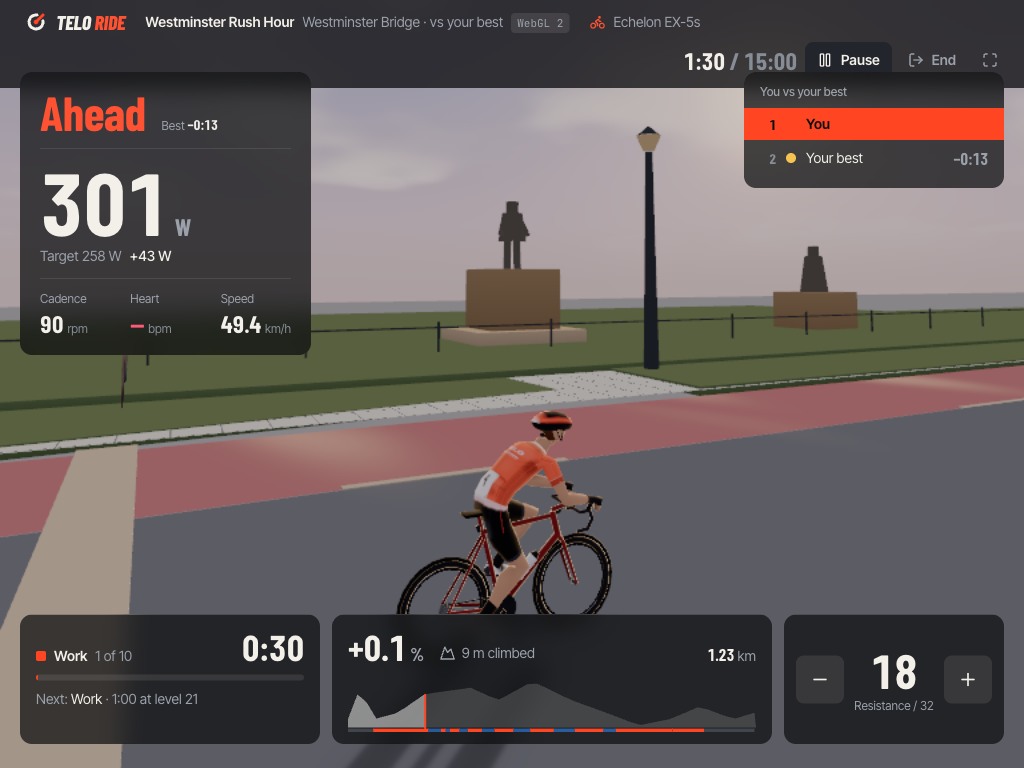 TELO RIDE Westminster Rush Hour Westminster Bridge · vs your best WebGL 2 Echelon EX-5s
1:30 / 15:00 Pause End
Ahead Best −0:13
301 W
Target 258 W +43 W
Cadence Heart Speed
90 rpm – bpm 49.4 km/h
You vs your best
1 You
2 Your best −0:13
Work 1 of 10 0:30
Next: Work · 1:00 at level 21
+0.1 % 9 m climbed 1.23 km
− 18 +
Resistance / 32